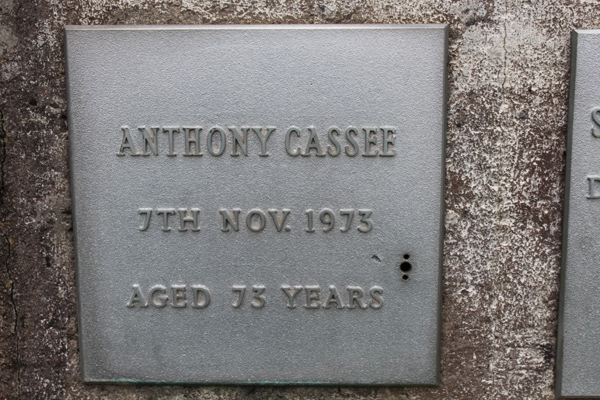 ANTHONY CASSEE
7TH NOV. 1973
AGED 73 YEARS
S
D